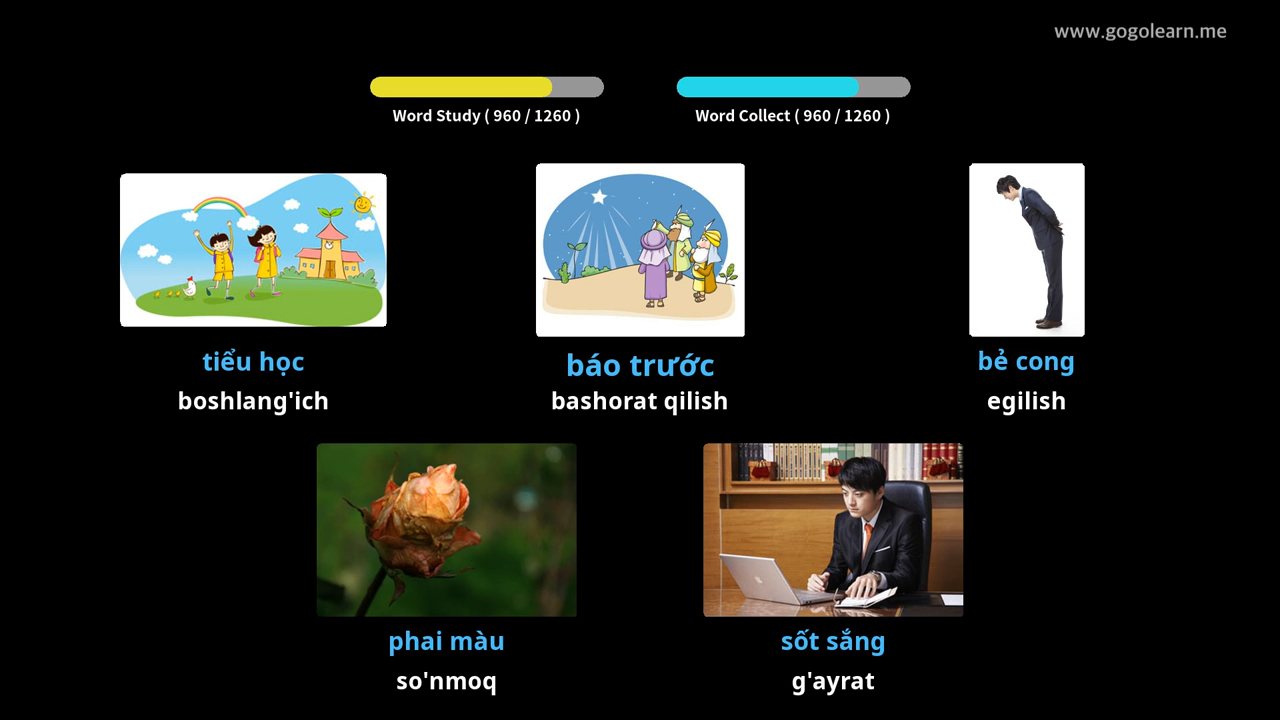 www.gogolearn.me
Word Study ( 960 / 1260 )
Word Collect ( 960 / 1260 )
tiểu học
boshlang'ich
báo trước
bashorat qilish
bẻ cong
egilish
phai màu
so'nmoq
sốt sắng
g'ayrat